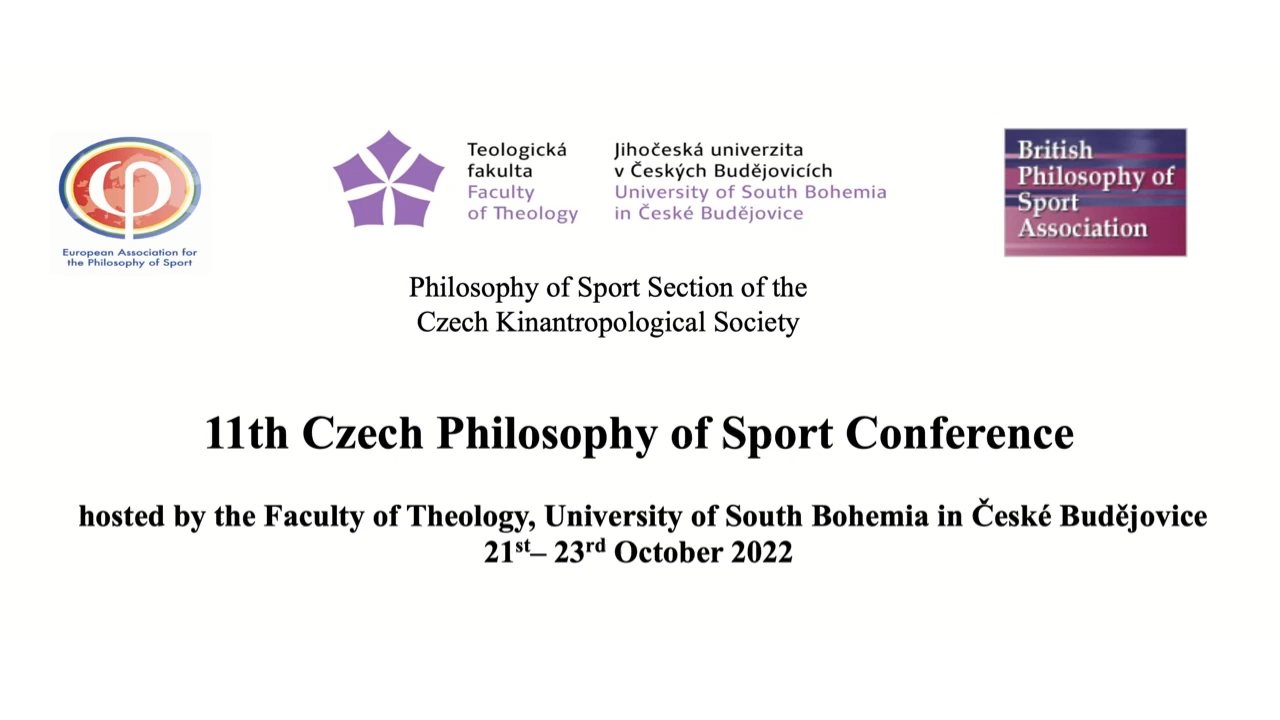 European Association for
the Philosophy of Sport
Teologická
fakulta
Faculty
of Theology
Jihočeská univerzita
v Českých Budějovicích
University of South Bohemia
in České Budějovice
British
Philosophy of
Sport
Association
Philosophy of Sport Section of the
Czech Kinantropological Society
11th Czech Philosophy of Sport Conference
hosted by the Faculty of Theology, University of South Bohemia in České Budějovice
21st– 23rd October 2022